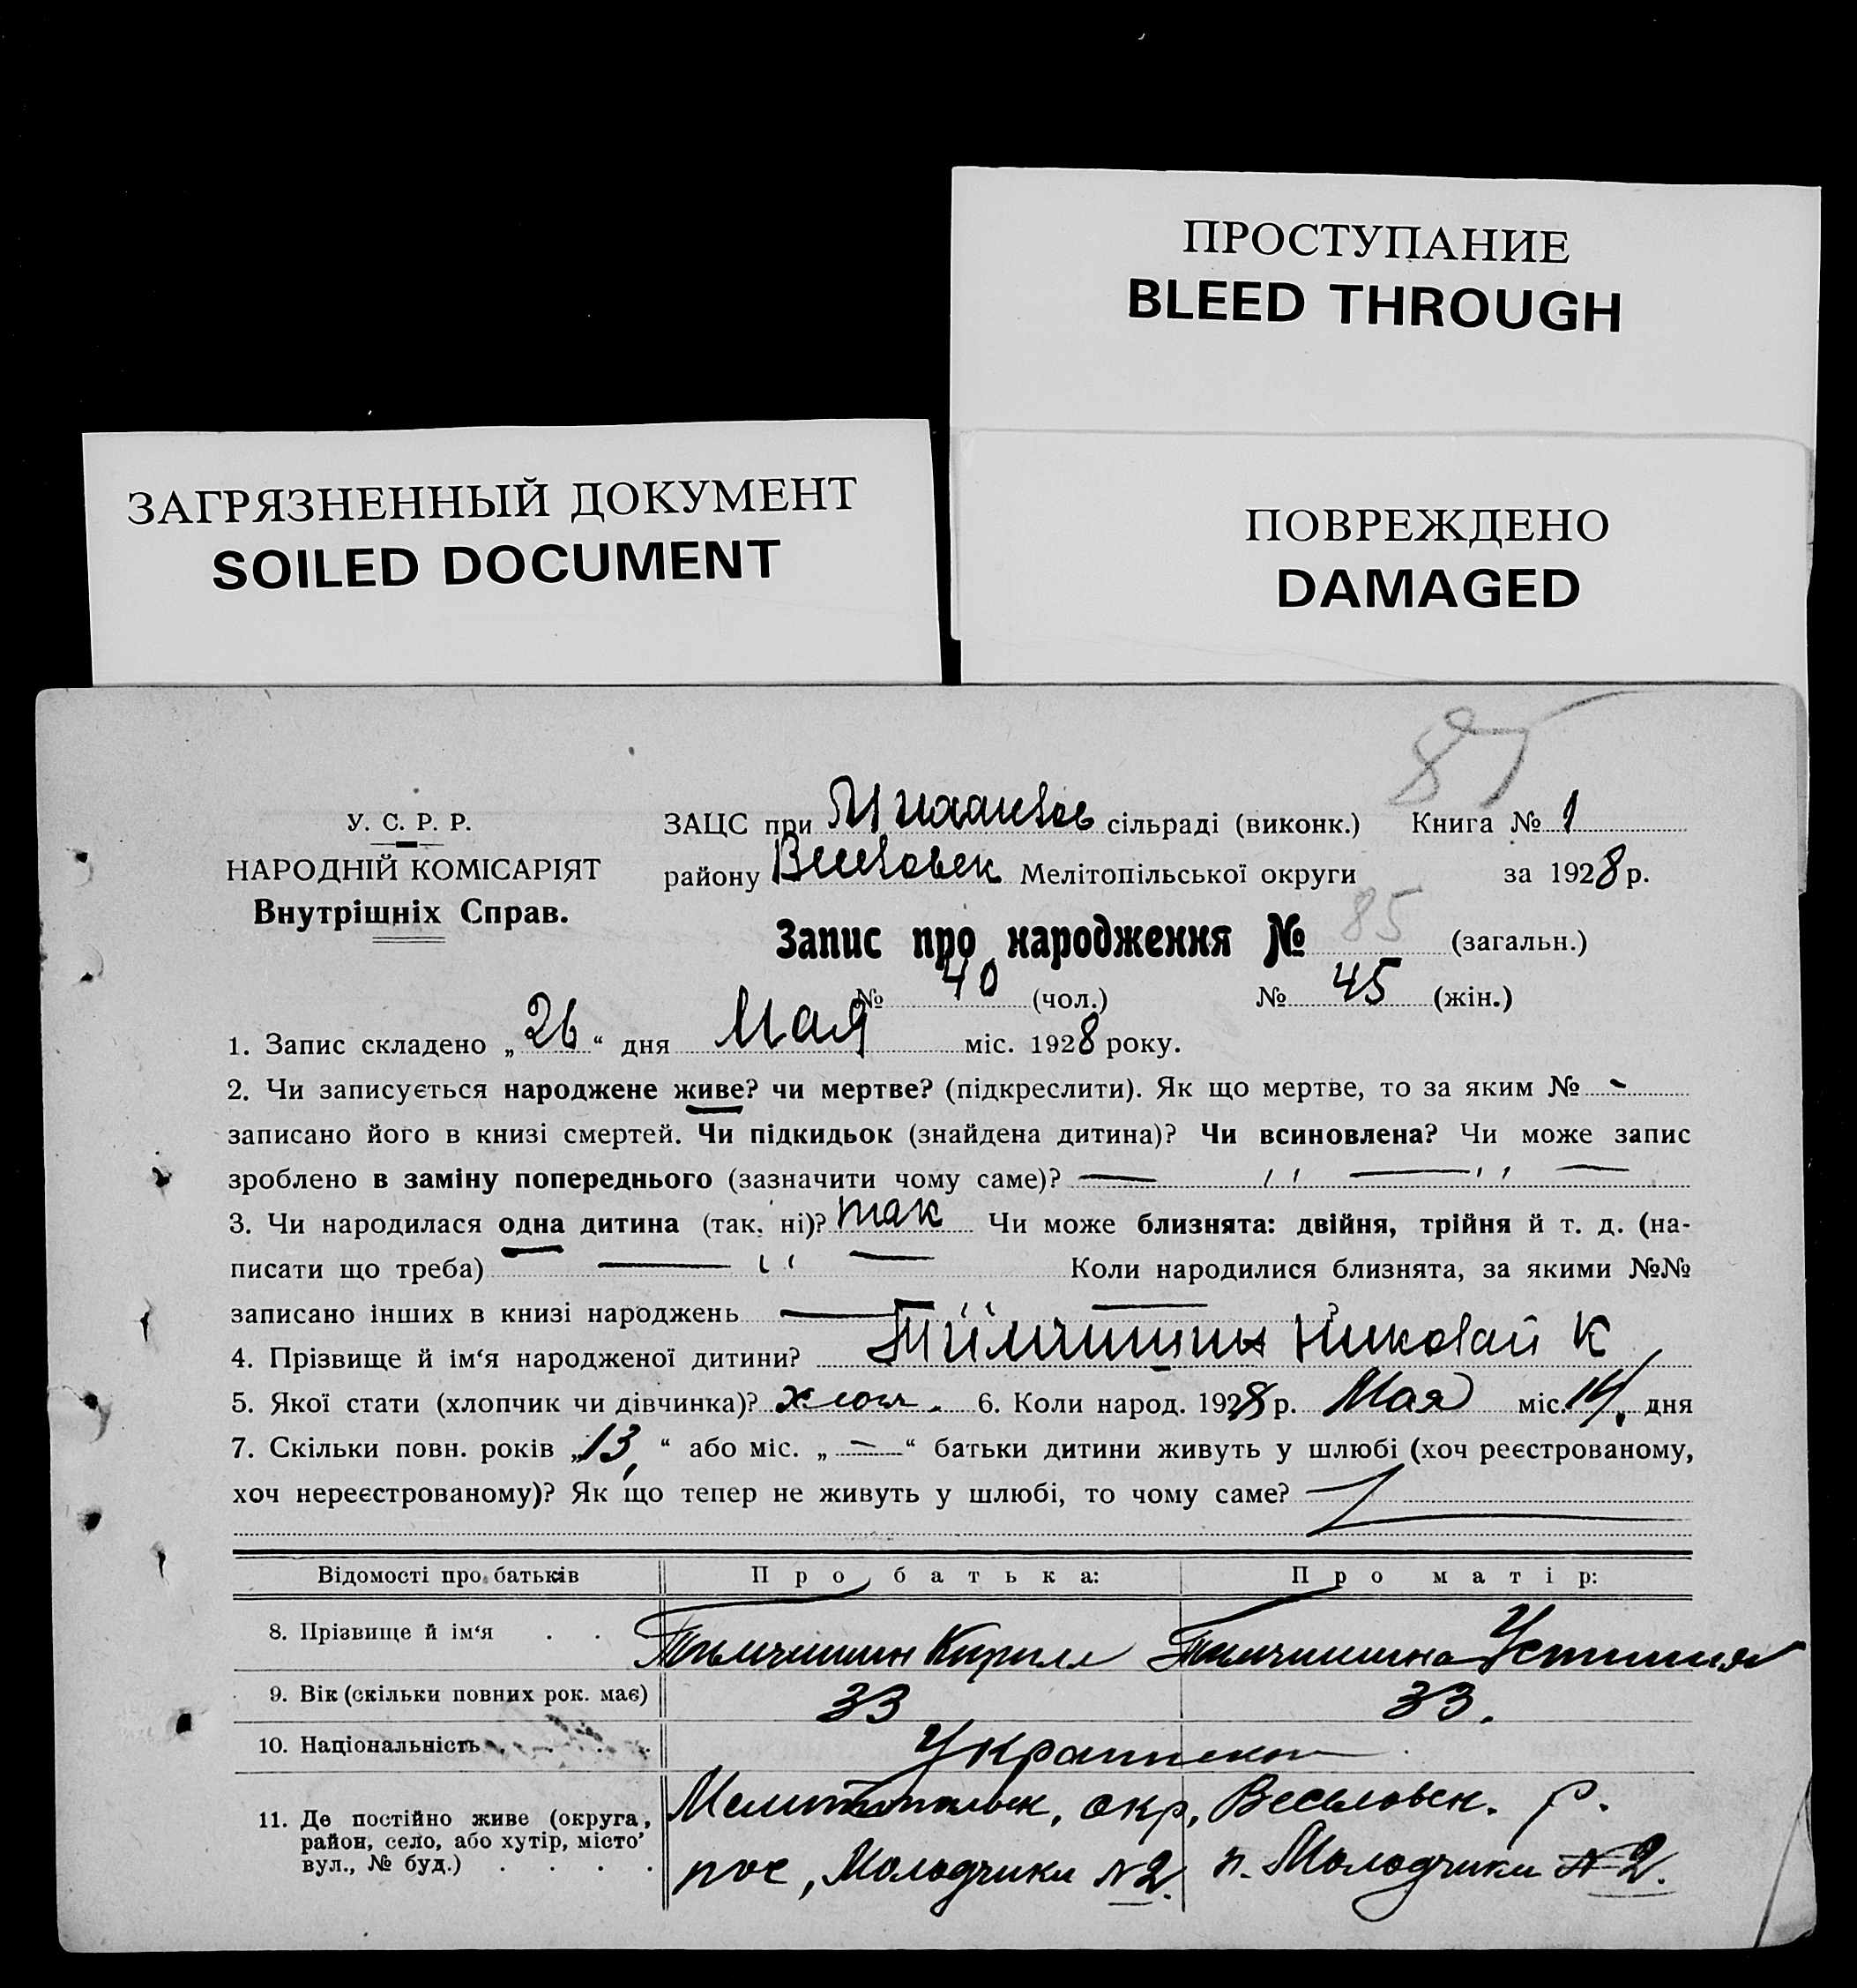 ПРОСТУПАНИЕ
BLEED THROUGH
ЗАГРЯЗНЕННЫЙ ДОКУМЕНТ
SOILED DOCUMENT
ПОВРЕЖДЕНО
DAMAGED
85
У. С. Р. Р.
НАРОДНІЙ КОМІСАРІЯТ
Внутрішніх Справ.
ЗАЦС при сільраді (виконк.) Книга № 1
району Веселовск Мелітопільської округи за 1928 р.
Запис про народження № 85 (загальн.)
№ 40 (чол.) № 45 (жін.)
1. Запис складено „26“ дня Мая міс. 1928 року.
2. Чи записується народжене живе? чи мертве? (підкреслити). Як що мертве, то за яким № -
записано його в книзі смертей. Чи підкидьок (знайдена дитина)? Чи всиновлена? Чи може запис
зроблено в заміну попереднього (зазначити чому саме)? — ,, — ,, —
3. Чи народилася одна дитина (так, ні)? так Чи може близнята: двійня, трійня й т. д. (на-
писати що треба) — ,, — Коли народилися близнята, за якими №№
записано інших в книзі народжень — ,, —
4. Прізвище й ім‘я народженої дитини? Николай К
5. Якої стати (хлопчик чи дівчинка)? хлоп. 6. Коли народ. 1928 р. Мая міс. 14 дня
7. Скільки повн. років „13“ або міс. „—“ батьки дитини живуть у шлюбі (хоч реєстрованому,
хоч нереєстрованому)? Як що тепер не живуть у шлюбі, то чому саме?
Відомості про батьків Про батька: Про матір:
8. Прізвище й ім‘я . . Тимчишин Кирилл Тимчишина Устиния
9. Вік (скільки повних рок. має) 33 33.
10. Національність . . . .
11. Де постійно живе (округа, Мелитопольск, окр, Веселовск. р.
район, село, або хутір, місто’
вул., № буд.) . . . . пос, Молодчики №2. п. Молодчики №2.